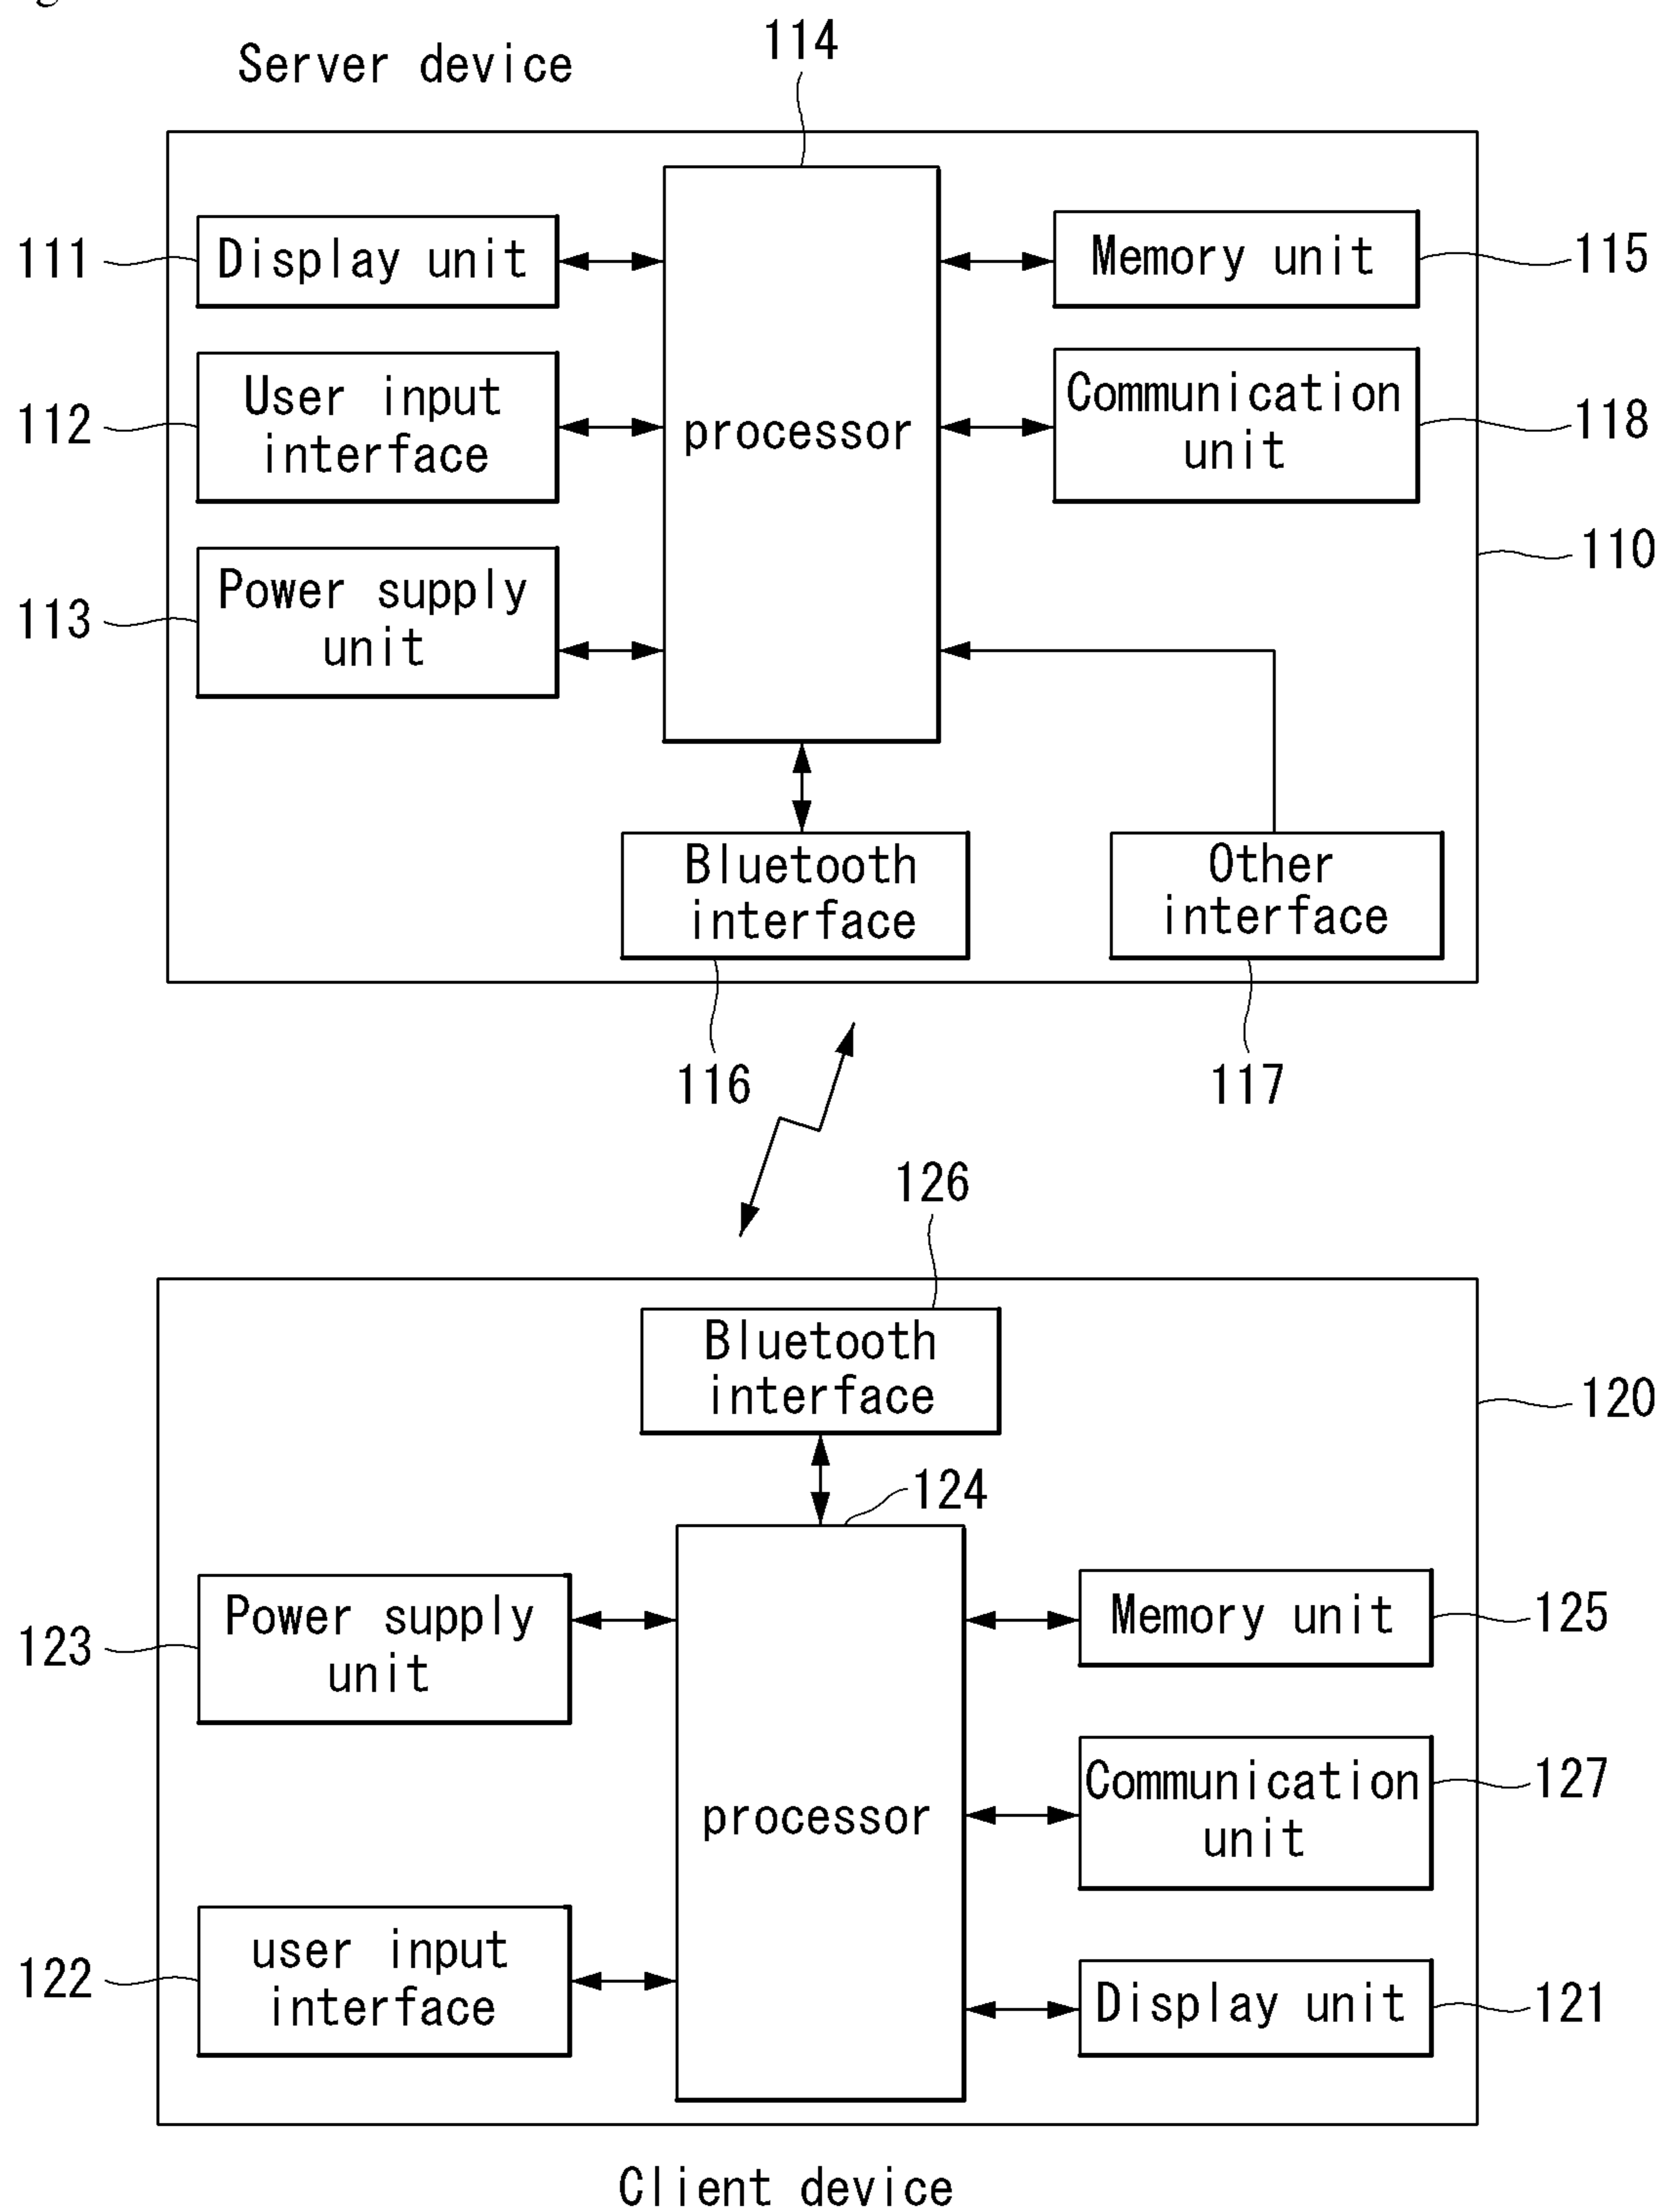 114
Server device
111
Display unit
Memory unit
115
112
User input
interface
processor
Communication
unit
118
110
113
Power supply
unit
Bluetooth
interface
Other
interface
116
117
126
Bluetooth
interface
120
124
123
Power supply
unit
Memory unit
125
processor
Communication
unit
127
122
user input
interface
Display unit
121
Client device